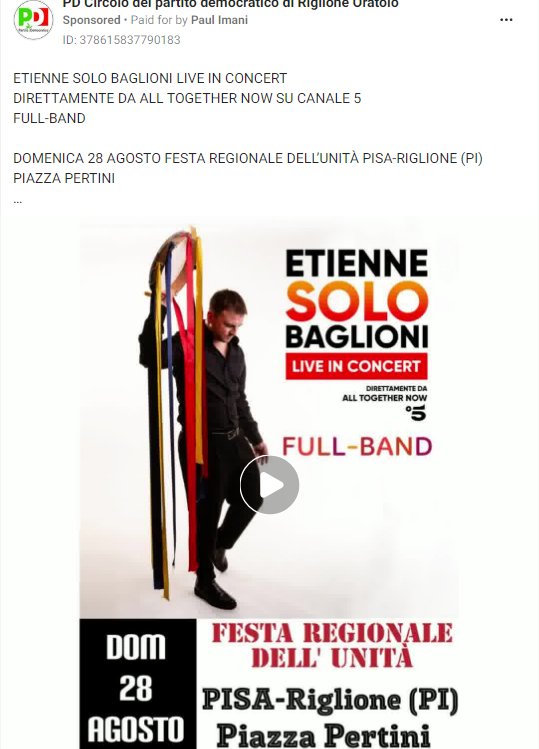 PD Circolo del partito democratico di Riglione Oratoio
Sponsored • Paid for by Paul Imani
ID: 378615837790183
ETIENNE SOLO BAGLIONI LIVE IN CONCERT
DIRETTAMENTE DA ALL TOGETHER NOW SU CANALE 5
FULL-BAND
DOMENICA 28 AGOSTO FESTA REGIONALE DELL'UNITÀ PISA-RIGLIONE (PI)
PIAZZA PERTINI
...
ETIENNE
SOLO
BAGLIONI
LIVE IN CONCERT
DIRETTAMENTE DA
ALL TOGETHER NOW
5
FULL-BAND
DOM
28
AGOSTO
FESTA REGIONALE
DELL' UNITÀ
PISA-Riglione (PI)
Piazza Pertini